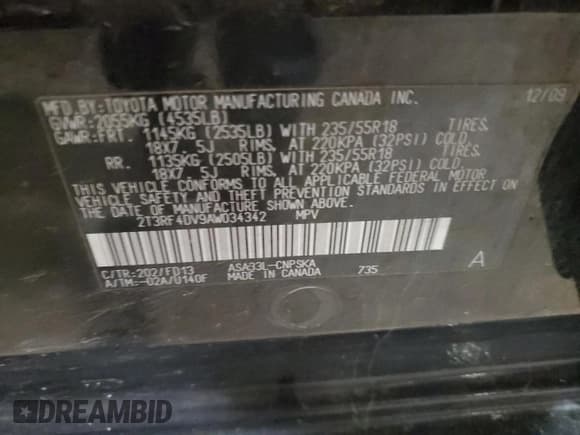 MFD.BY:TOYOTA MOTOR MANUFACTURING CANADA INC. 12/09
GVWR:2055KG (4535LB)
GAWR:FRT. 1145KG (2535LB) WITH 235/55R18 TIRES.
18X7.5J RIMS, AT 220KPA (32PSI) COLD
RR. 1135KG (2505LB) WITH 235/55R18 TIRES.
18X7.5J RIMS, AT 220KPA (32PSI) COLD.
THIS VEHICLE CONFORMS TO ALL APPLICABLE FEDERAL MOTOR
VEHICLE SAFETY AND THEFT PREVENTION STANDARDS IN EFFECT
ON THE DATE OF MANUFACTURE SHOWN ABOVE.
2T3RF4DV9AW034342 MPV
C/TR:202/FD13 ASA33L-CNPSKA 735 A
A/TM:-02A/U140F MADE IN CANADA
DREAMBID